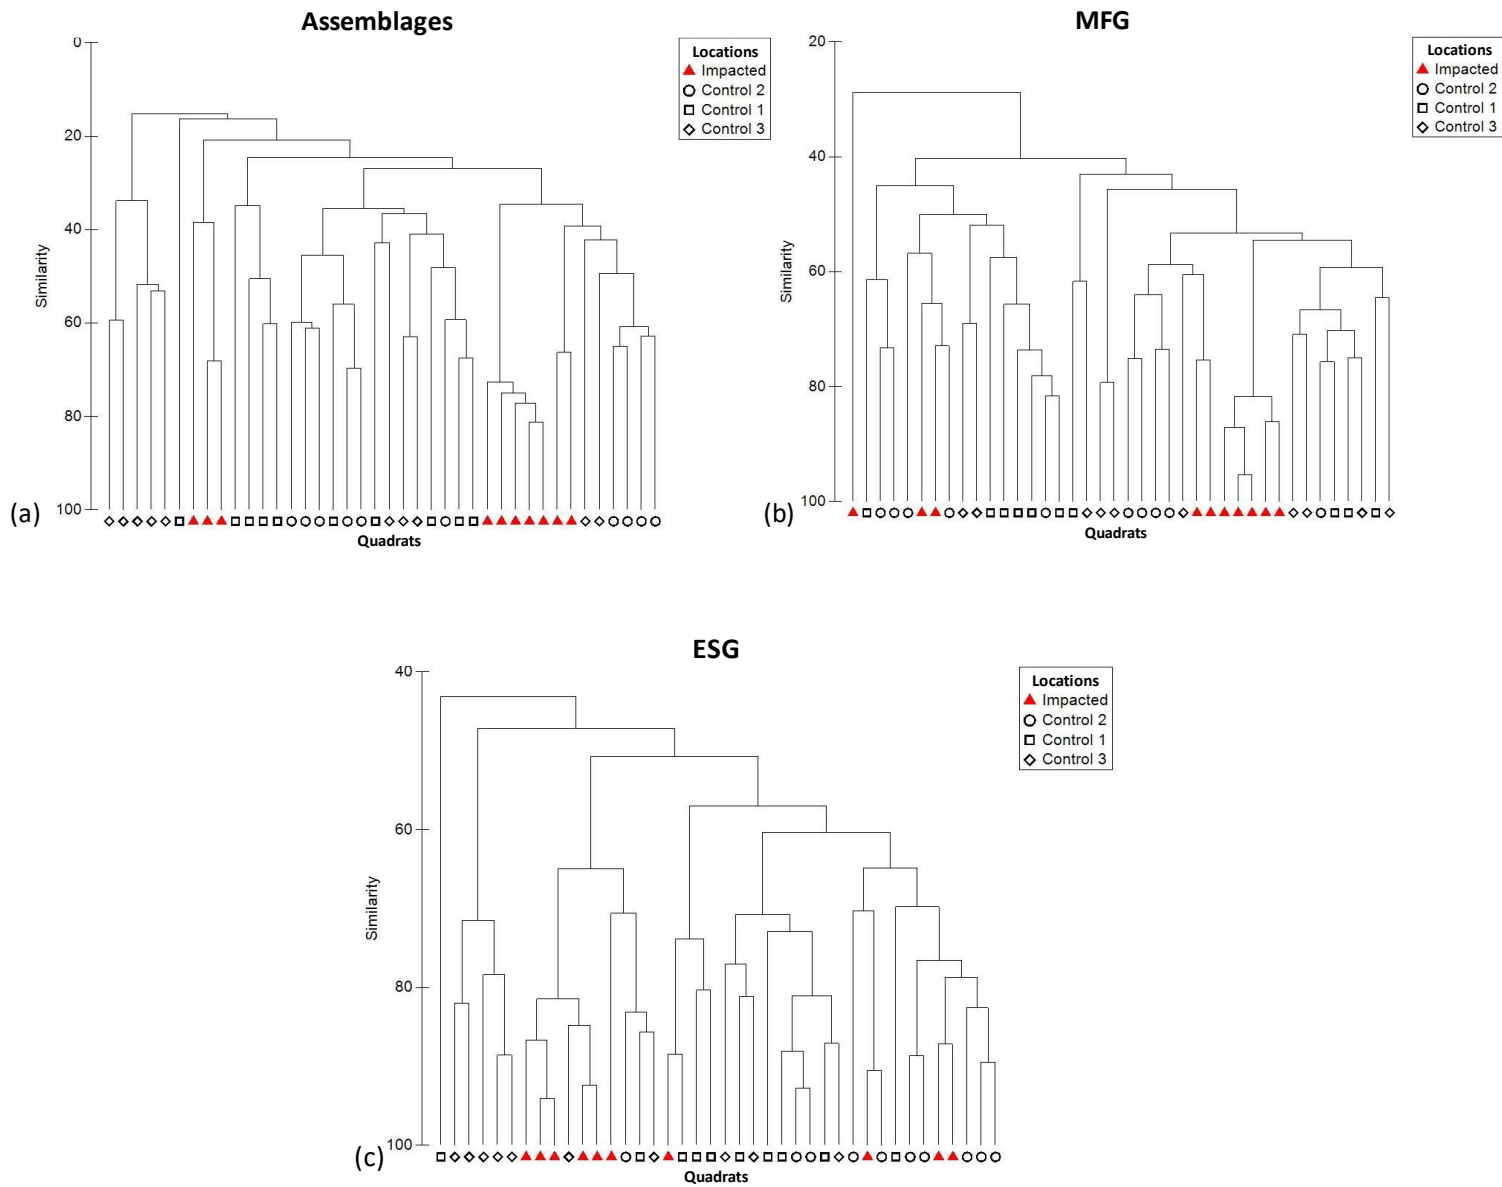 Assemblages
0
20
40
60
80
100
Similarity
(a)
Quadrats
Locations
Impacted
Control 2
Control 1
Control 3
MFG
20
40
60
80
100
Similarity
(b)
Quadrats
Locations
Impacted
Control 2
Control 1
Control 3
ESG
40
60
80
100
Similarity
(c)
Quadrats
Locations
Impacted
Control 2
Control 1
Control 3